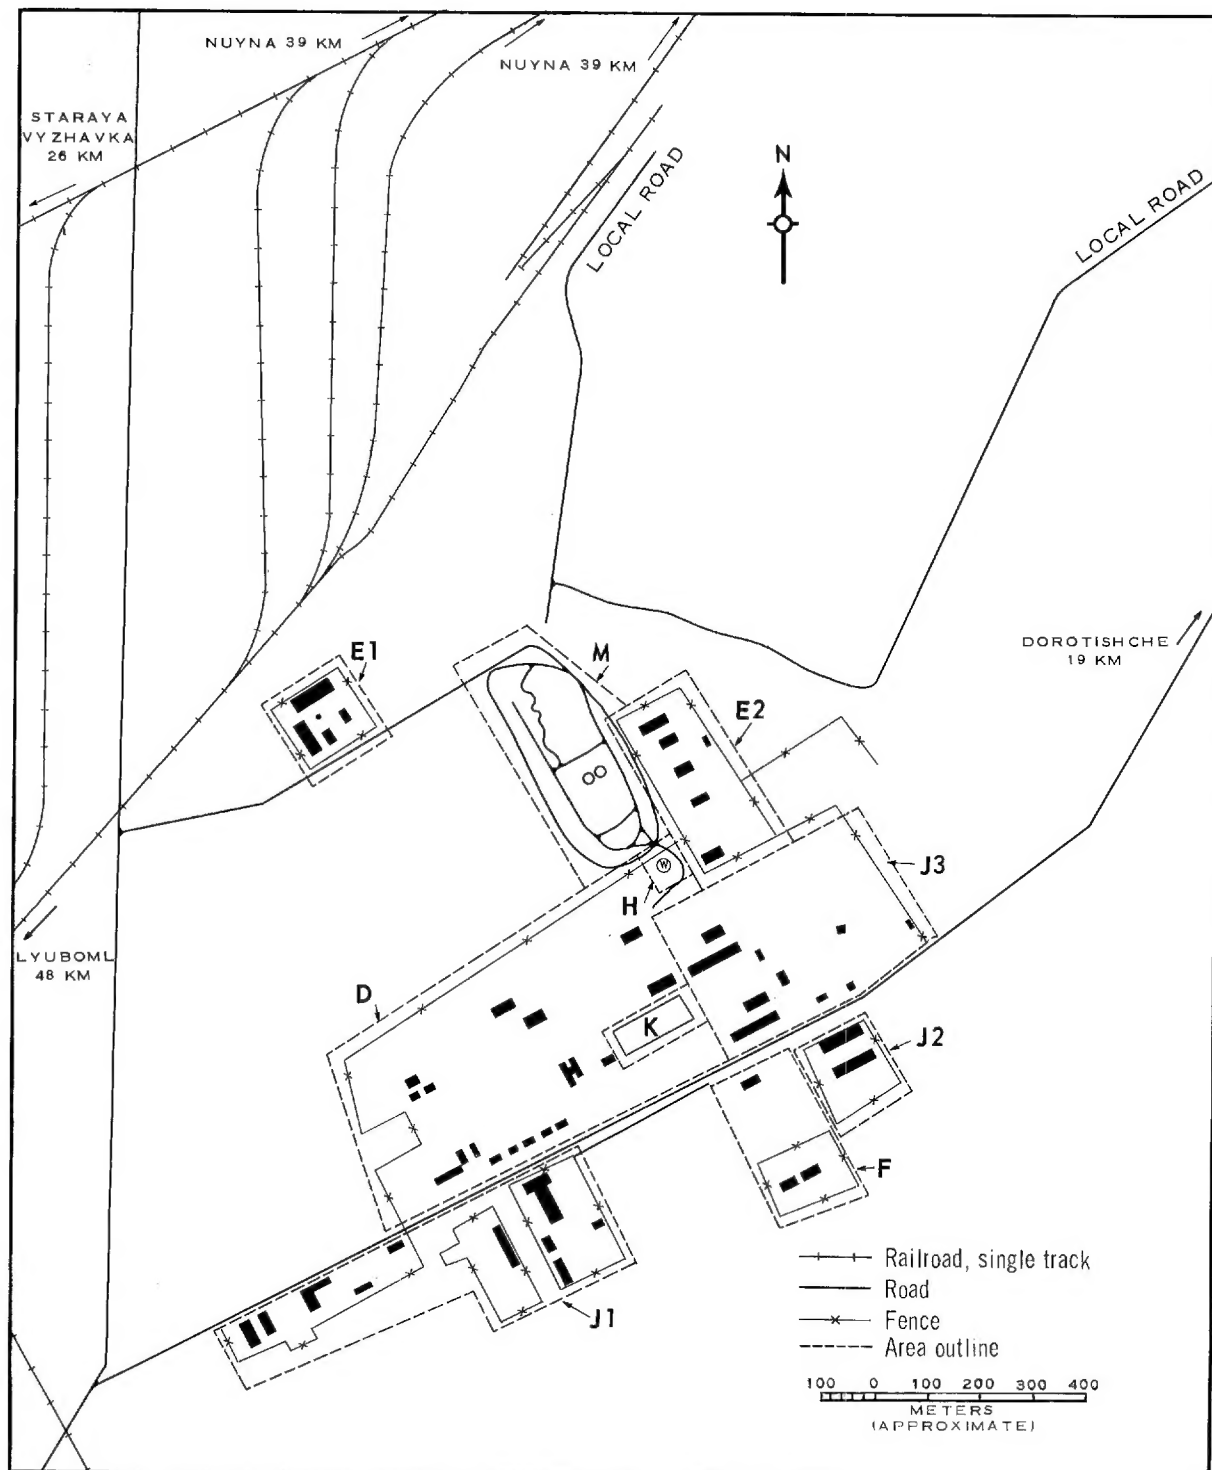 NUYNA 39 KM
NUYNA 39 KM
STARAYA
VYZHAVKA
26 KM
N
LOCAL ROAD
LOCAL ROAD
DOROTISHCHE
19 KM
E1
M
E2
J3
H
W
LYUBOML
48 KM
D
K
J2
F
J1
Railroad, single track
Road
Fence
Area outline
100 0 100 200 300 400
METERS
(APPROXIMATE)